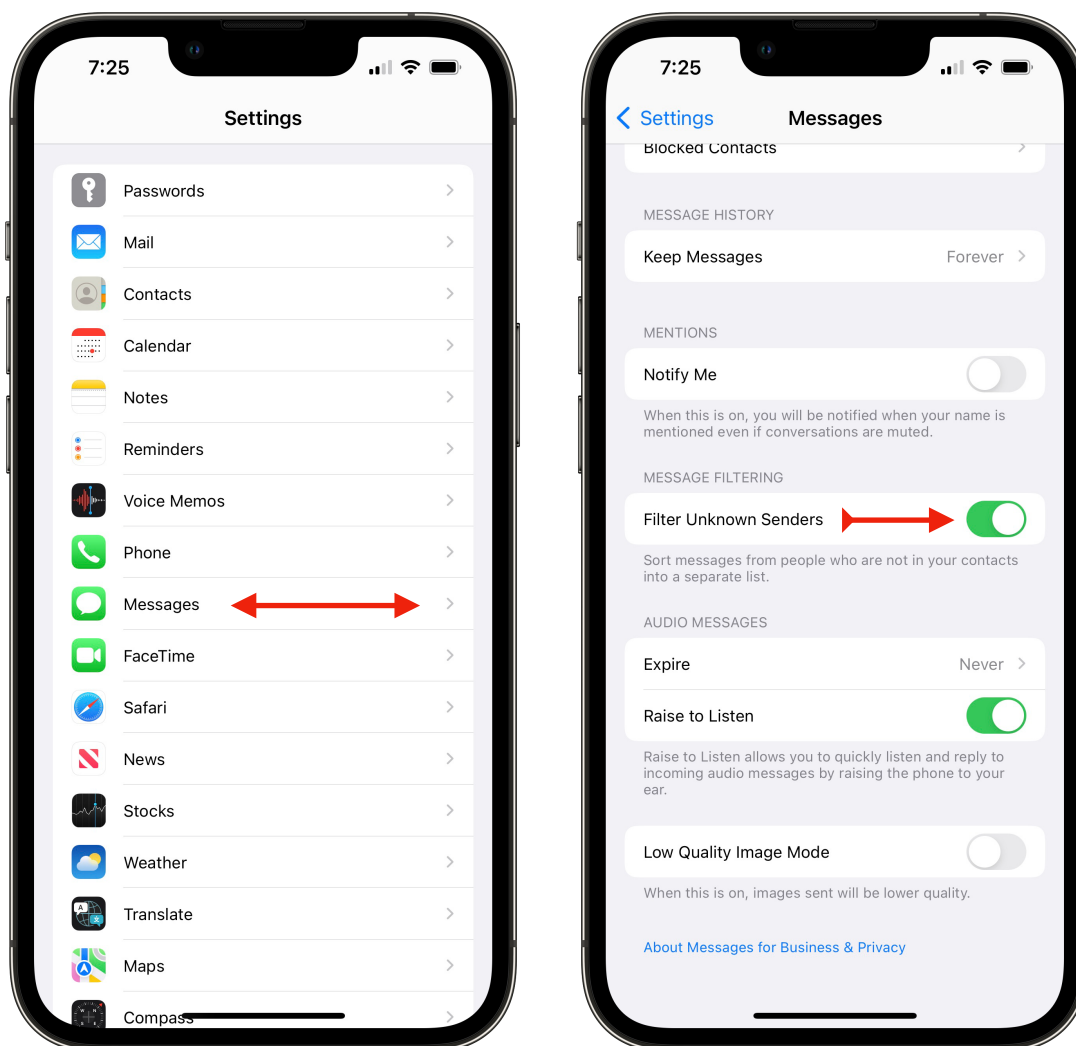 7:25
Settings
Passwords
Mail
Contacts
Calendar
Notes
Reminders
Voice Memos
Phone
Messages
FaceTime
Safari
News
Stocks
Weather
Translate
Maps
Compass
7:25
Settings
Messages
Blocked Contacts
MESSAGE HISTORY
Keep Messages Forever
MENTIONS
Notify Me
When this is on, you will be notified when your name is
mentioned even if conversations are muted.
MESSAGE FILTERING
Filter Unknown Senders
Sort messages from people who are not in your contacts
into a separate list.
AUDIO MESSAGES
Expire Never
Raise to Listen
Raise to Listen allows you to quickly listen and reply to
incoming audio messages by raising the phone to your
ear.
Low Quality Image Mode
When this is on, images sent will be lower quality.
About Messages for Business & Privacy